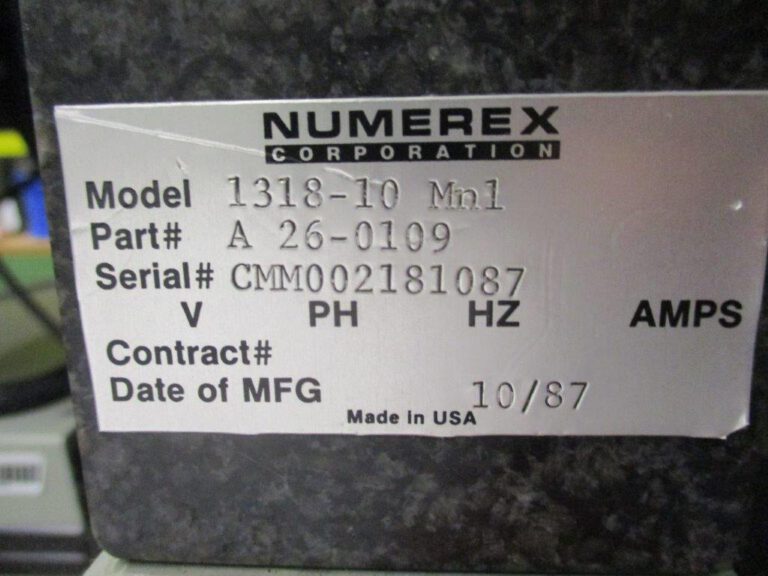 NUMEREX
CORPORATION
Model 1318-10 Mn1
Part# A 26-0109
Serial# CMM002181087
V PH HZ AMPS
Contract#
Date of MFG 10/87
Made in USA